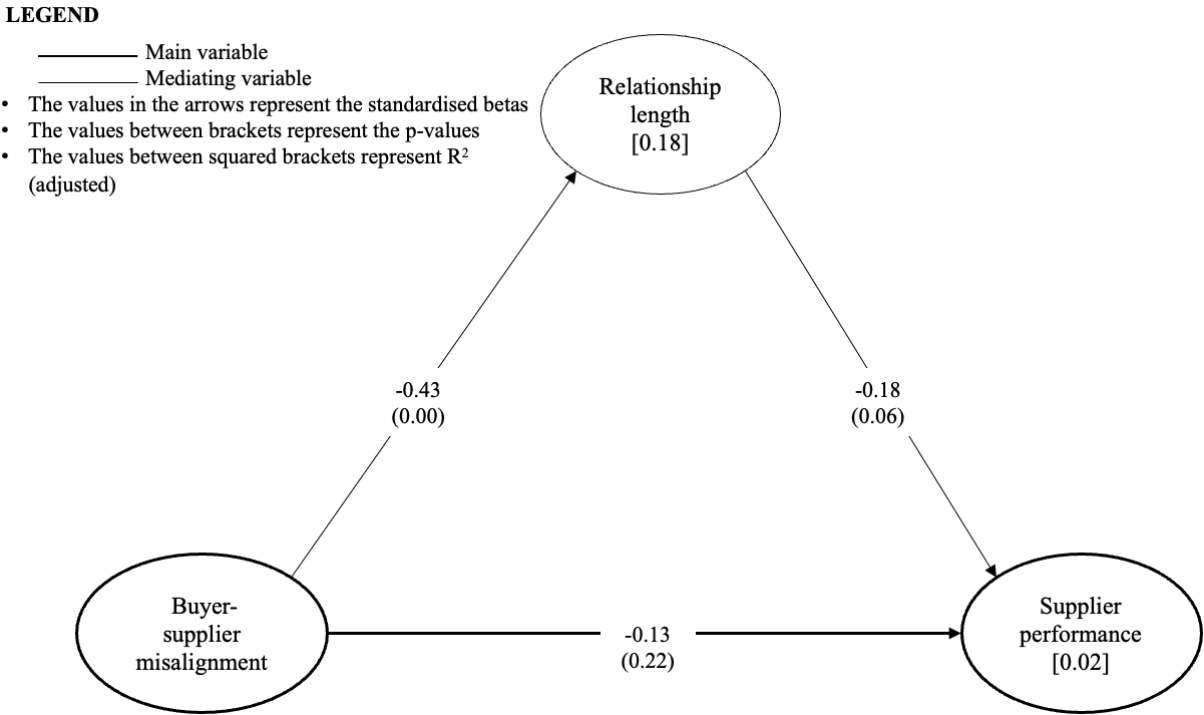 LEGEND
Main variable
Mediating variable
• The values in the arrows represent the standardised betas
• The values between brackets represent the p-values
• The values between squared brackets represent R²
(adjusted)
Relationship
length
[0.18]
-0.43
(0.00)
-0.18
(0.06)
Buyer-
supplier
misalignment
-0.13
(0.22)
Supplier
performance
[0.02]